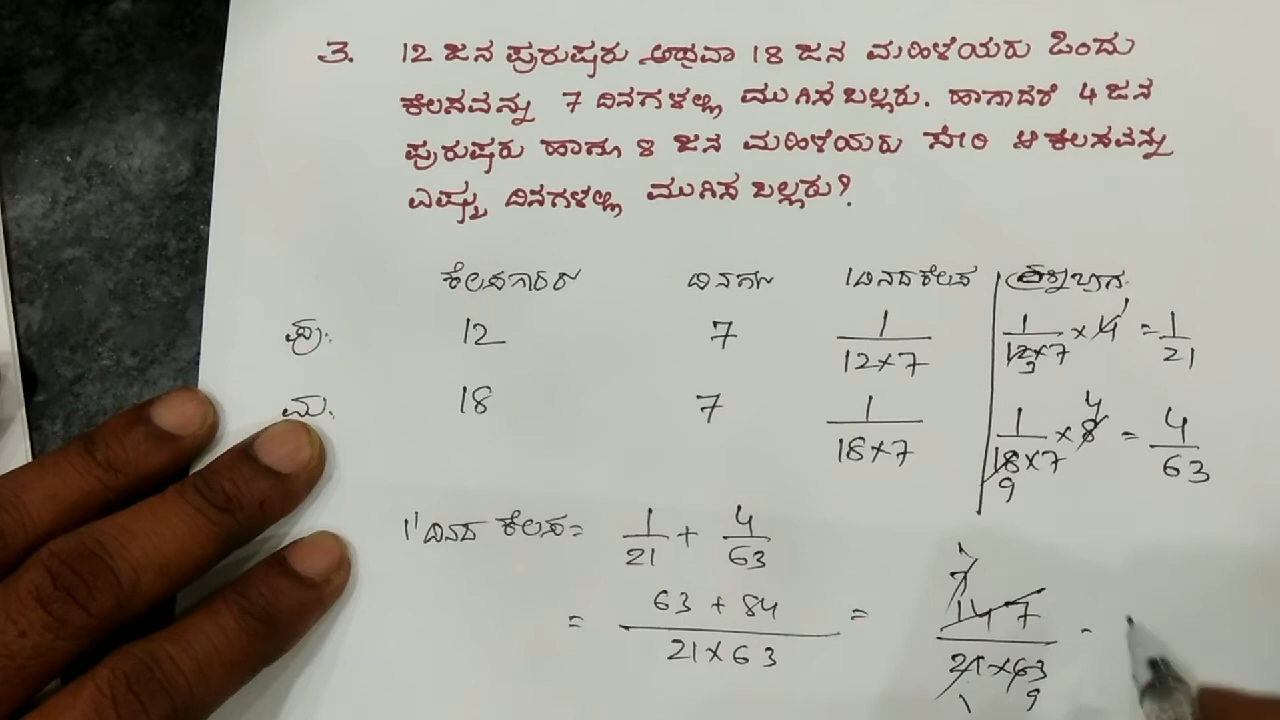 3. 12 ಜನ ಪುರುಷರು ಅಥವಾ 18 ಜನ ಮಹಿಳೆಯರು ಒಂದು
ಕೆಲಸವನ್ನು 7 ದಿನಗಳಲ್ಲಿ ಮುಗಿಸ ಬಲ್ಲರು. ಹಾಗಾದರೆ 4 ಜನ
ಪುರುಷರು ಹಾಗೂ 8 ಜನ ಮಹಿಳೆಯರು ಸೇರಿ ಆ ಕೆಲಸವನ್ನು
ಎಷ್ಟು ದಿನಗಳಲ್ಲಿ ಮುಗಿಸ ಬಲ್ಲರು?
ಕೆಲಸಗಾರರ ದಿನಗಳ 1 ದಿನದ ಕೆಲಸ
ಪು. 12 7 1/(12×7) 1/(12×7) × 4 = 1/21
ಮ. 18 7 1/(18×7) 1/(18×7) × 8 = 4/63
1 ದಿನದ ಕೆಲಸ = 1/21 + 4/63
= (63 + 84)/(21×63) = 147/(21×63) =